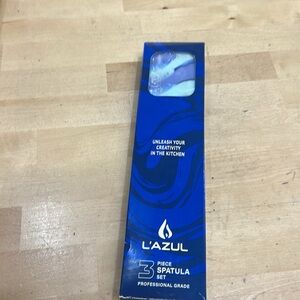 UNLEASH YOUR
CREATIVITY
IN THE KITCHEN
L'AZUL
3 PIECE
SPATULA
SET
PROFESSIONAL GRADE